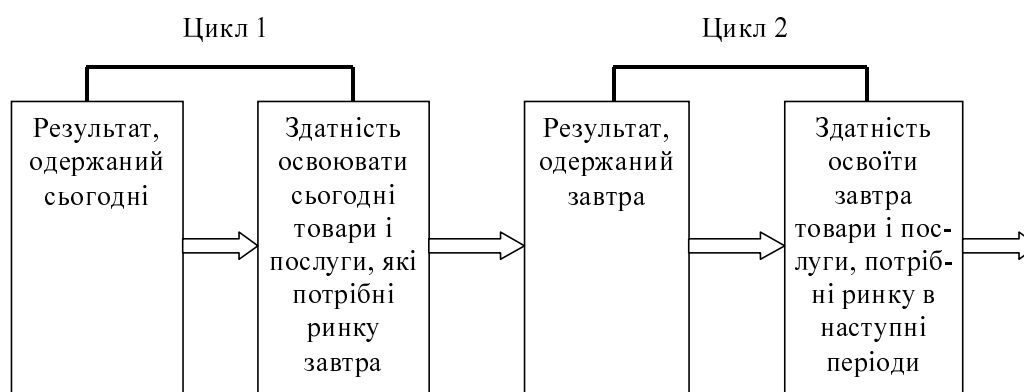 Цикл 1
Результат,
одержаний
сьогодні
Здатність
освоювати
сьогодні
товари і
послуги, які
потрібні
ринку
завтра
Цикл 2
Результат,
одержаний
завтра
Здатність
освоїти
завтра
товари і пос-
луги, потріб-
ні ринку в
наступні
періоди